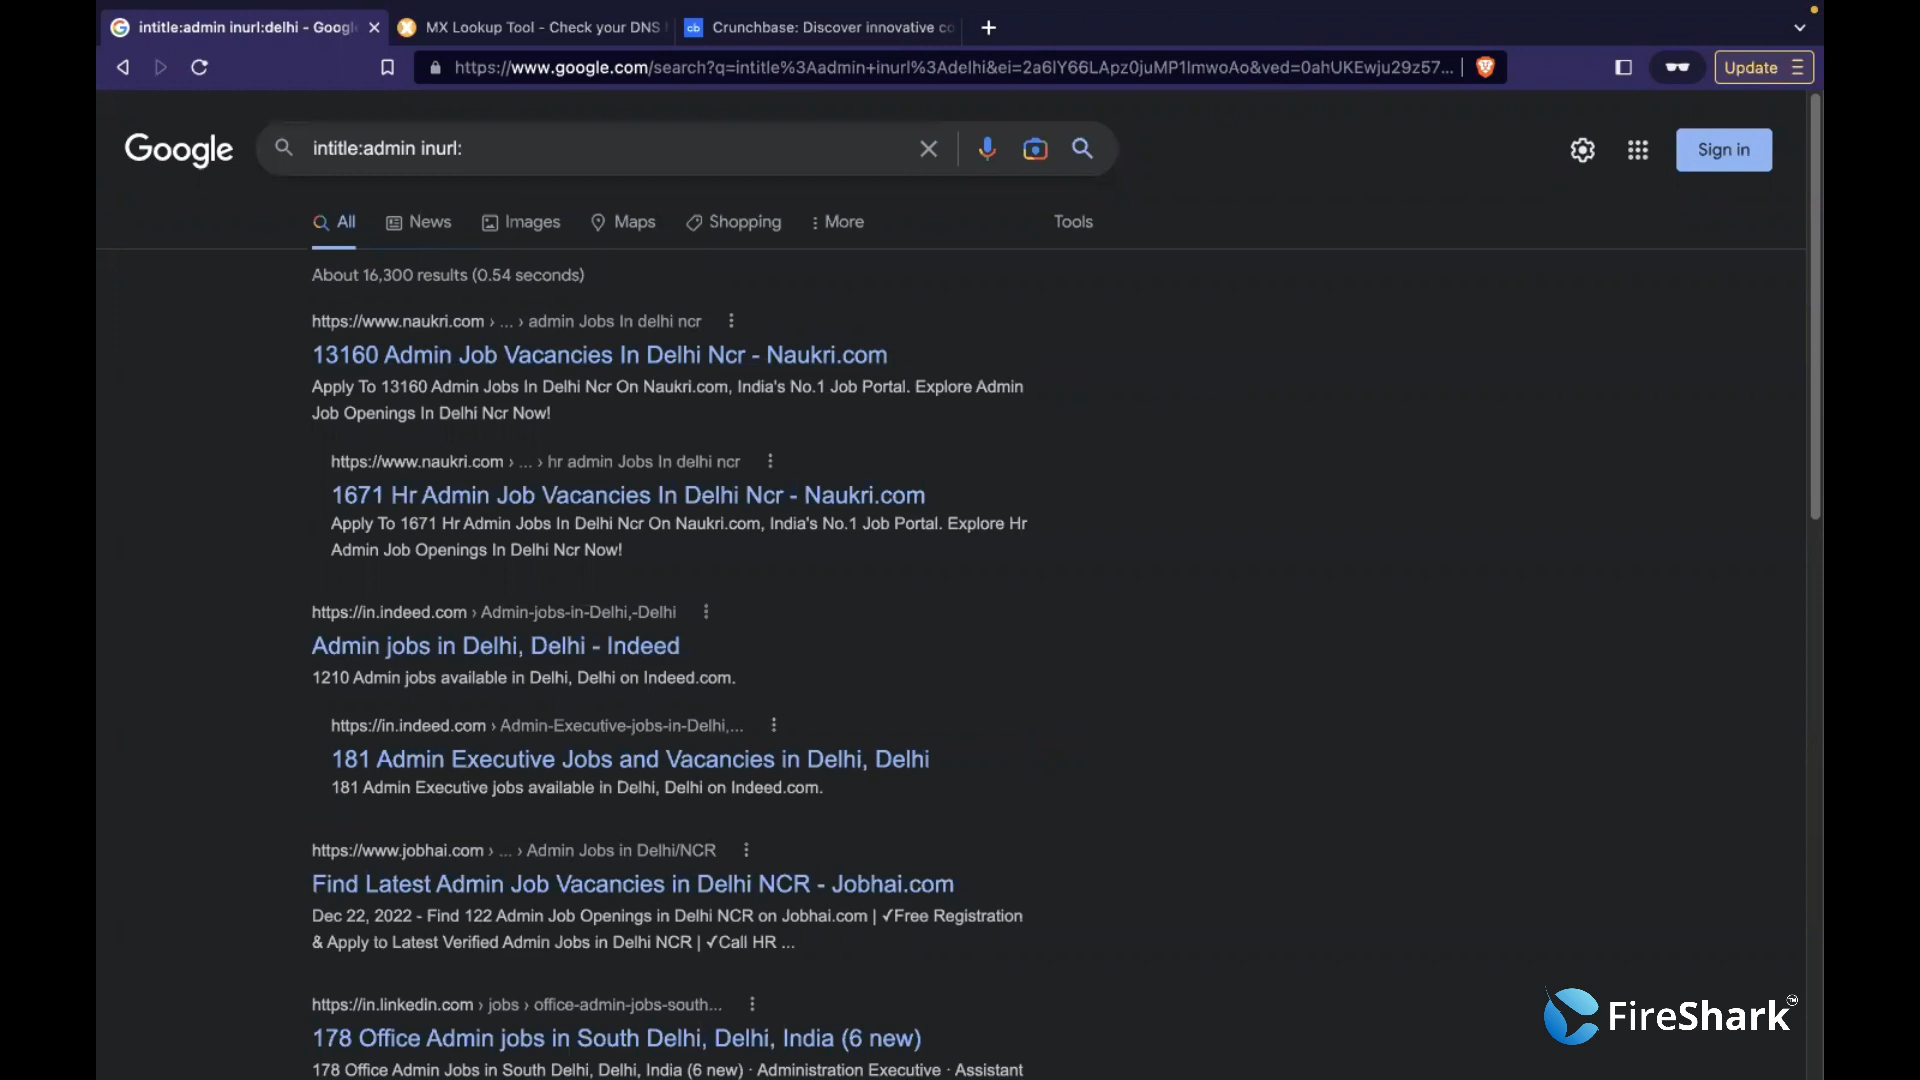 intitle:admin inurl:delhi - Googl
MX Lookup Tool - Check your DNS
cb Crunchbase: Discover innovative co
https://www.google.com/search?q=intitle%3Aadmin+inurl%3Adelhi&ei=2a6lY66LApz0juMP1ImwoAo&ved=0ahUKEwju29z57...
Update
Google
intitle:admin inurl:
Sign in
All News Images Maps Shopping More Tools
About 16,300 results (0.54 seconds)
https://www.naukri.com › ... › admin Jobs In delhi ncr
13160 Admin Job Vacancies In Delhi Ncr - Naukri.com
Apply To 13160 Admin Jobs In Delhi Ncr On Naukri.com, India's No.1 Job Portal. Explore Admin
Job Openings In Delhi Ncr Now!
https://www.naukri.com › ... › hr admin Jobs In delhi ncr
1671 Hr Admin Job Vacancies In Delhi Ncr - Naukri.com
Apply To 1671 Hr Admin Jobs In Delhi Ncr On Naukri.com, India's No.1 Job Portal. Explore Hr
Admin Job Openings In Delhi Ncr Now!
https://in.indeed.com › Admin-jobs-in-Delhi,-Delhi
Admin jobs in Delhi, Delhi - Indeed
1210 Admin jobs available in Delhi, Delhi on Indeed.com.
https://in.indeed.com › Admin-Executive-jobs-in-Delhi,...
181 Admin Executive Jobs and Vacancies in Delhi, Delhi
181 Admin Executive jobs available in Delhi, Delhi on Indeed.com.
https://www.jobhai.com › ... › Admin Jobs in Delhi/NCR
Find Latest Admin Job Vacancies in Delhi NCR - Jobhai.com
Dec 22, 2022 - Find 122 Admin Job Openings in Delhi NCR on Jobhai.com | ✓Free Registration
& Apply to Latest Verified Admin Jobs in Delhi NCR | ✓Call HR ...
https://in.linkedin.com › jobs › office-admin-jobs-south...
178 Office Admin jobs in South Delhi, Delhi, India (6 new)
178 Office Admin Jobs in South Delhi, Delhi, India (6 new) · Administration Executive · Assistant
FireShark™